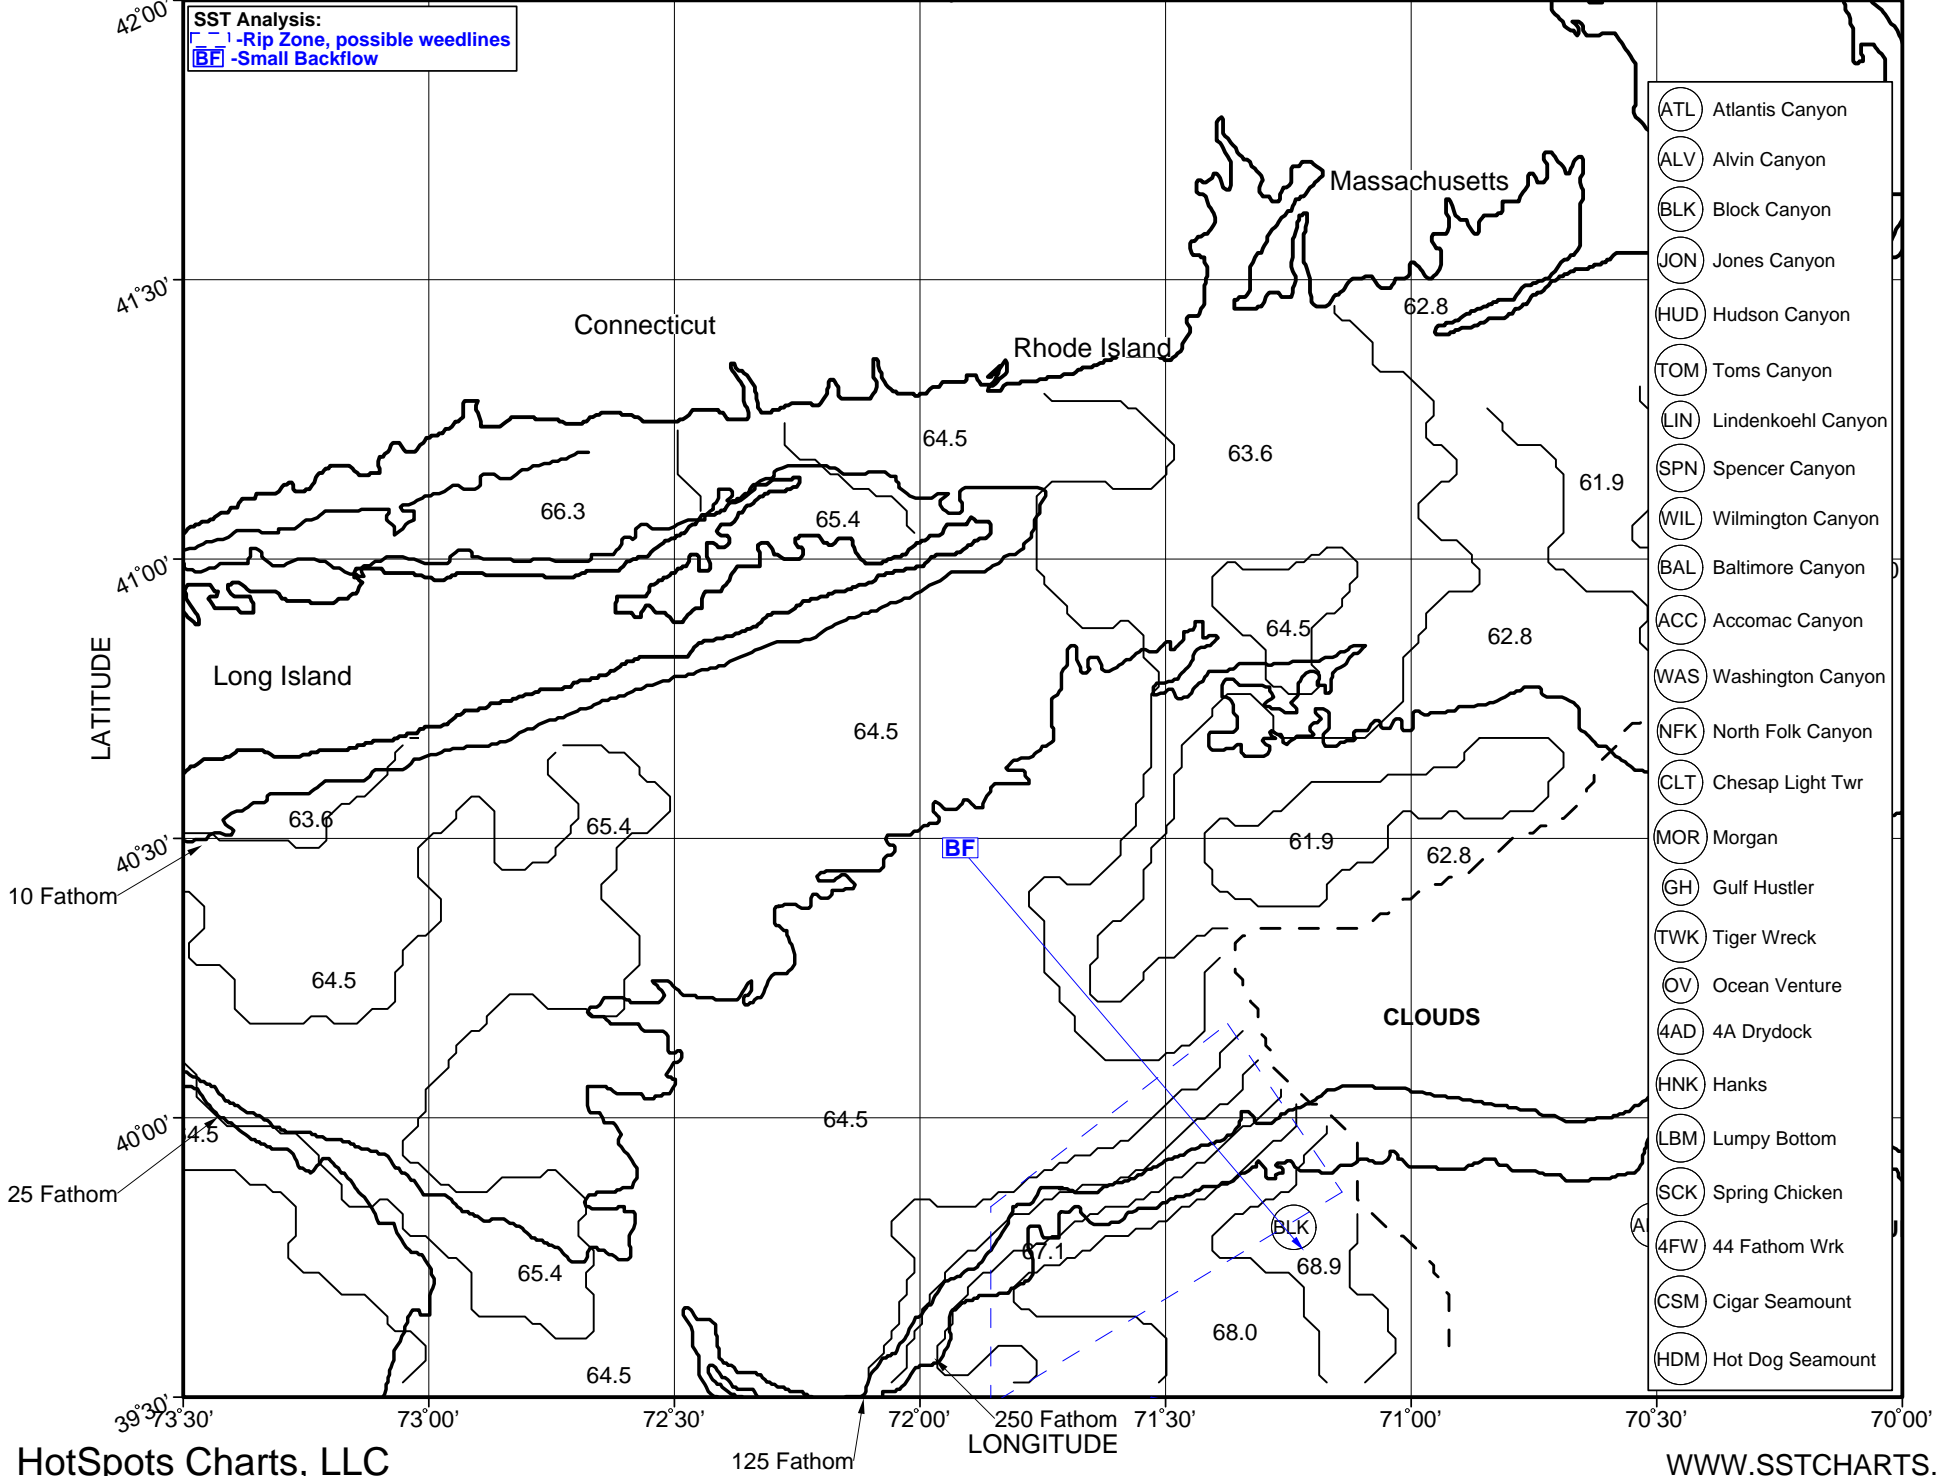 42°00'
SST Analysis:
-Rip Zone, possible weedlines
BF -Small Backflow
ATL Atlantis Canyon
ALV Alvin Canyon
BLK Block Canyon
JON Jones Canyon
HUD Hudson Canyon
TOM Toms Canyon
LIN Lindenkoehl Canyon
SPN Spencer Canyon
WIL Wilmington Canyon
BAL Baltimore Canyon
ACC Accomac Canyon
WAS Washington Canyon
NFK North Folk Canyon
CLT Chesap Light Twr
MOR Morgan
GH Gulf Hustler
TWK Tiger Wreck
OV Ocean Venture
4AD 4A Drydock
HNK Hanks
LBM Lumpy Bottom
SCK Spring Chicken
4FW 44 Fathom Wrk
CSM Cigar Seamount
HDM Hot Dog Seamount
Massachusetts
41°30'
62.8
Connecticut
Rhode Island
64.5
63.6
61.9
66.3
65.4
41°00'
64.5
62.8
Long Island
LATITUDE
64.5
63.6
65.4
40°30'
BF
61.9
62.8
10 Fathom
64.5
CLOUDS
40°00'
4.5
64.5
25 Fathom
BLK
67.1
65.4
68.9
68.0
64.5
39°30'
73°30'
73°00'
72°30'
72°00'
250 Fathom
71°30'
71°00'
70°30'
70°00'
LONGITUDE
125 Fathom
HotSpots Charts, LLC
WWW.SSTCHARTS.